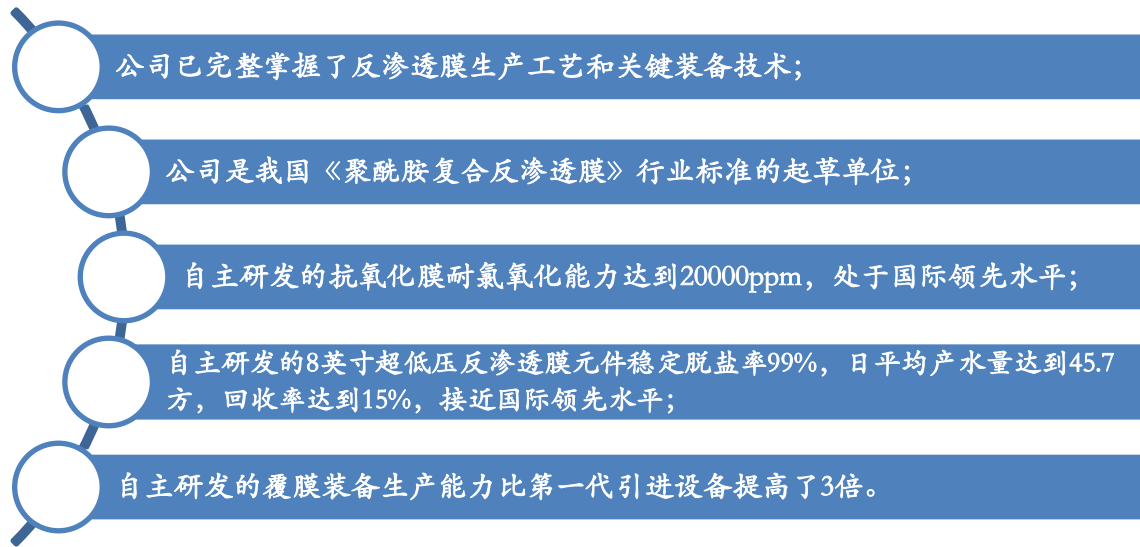 公司已完整掌握了反渗透膜生产工艺和关键装备技术；
公司是我国《聚酰胺复合反渗透膜》行业标准的起草单位；
自主研发的抗氧化膜耐氯氧化能力达到20000ppm，处于国际领先水平；
自主研发的8英寸超低压反渗透膜元件稳定脱盐率99%，日平均产水量达到45.7
方，回收率达到15%，接近国际领先水平；
自主研发的覆膜装备生产能力比第一代引进设备提高了3倍。